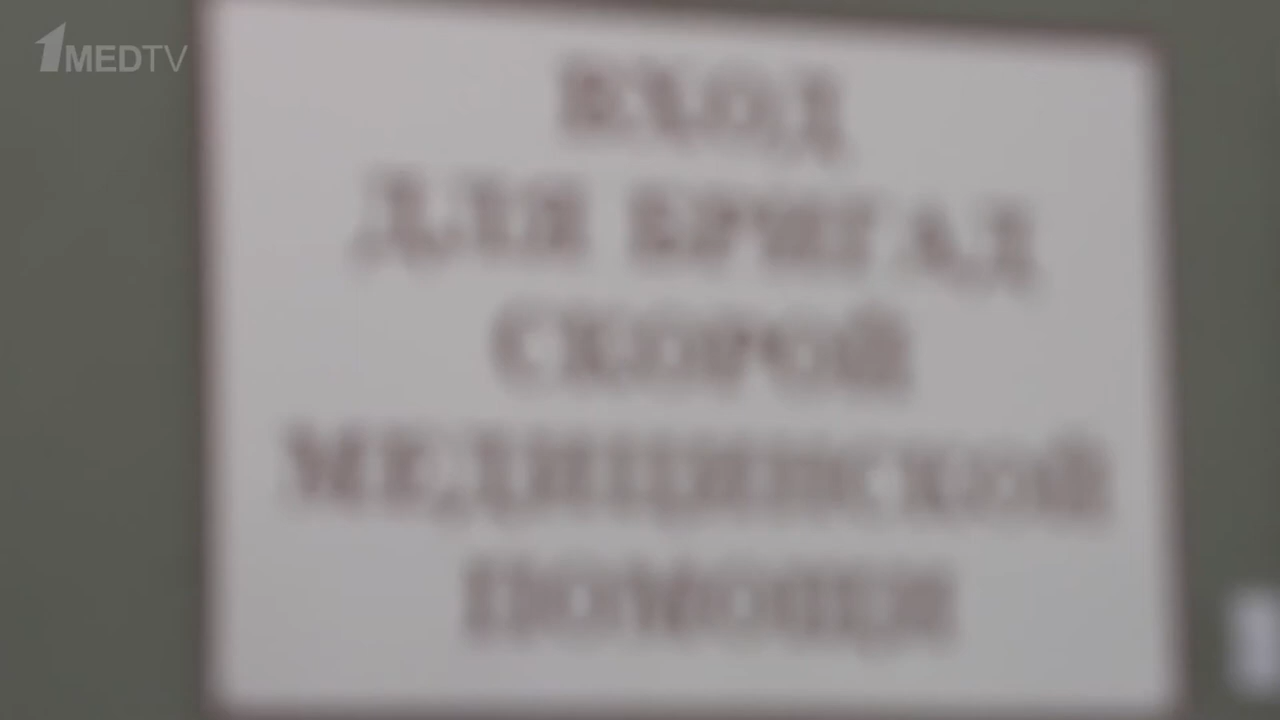 1MEDTV
ВХОД
ДЛЯ БРИГАД
СКОРОЙ
МЕДИЦИНСКОЙ
ПОМОЩИ